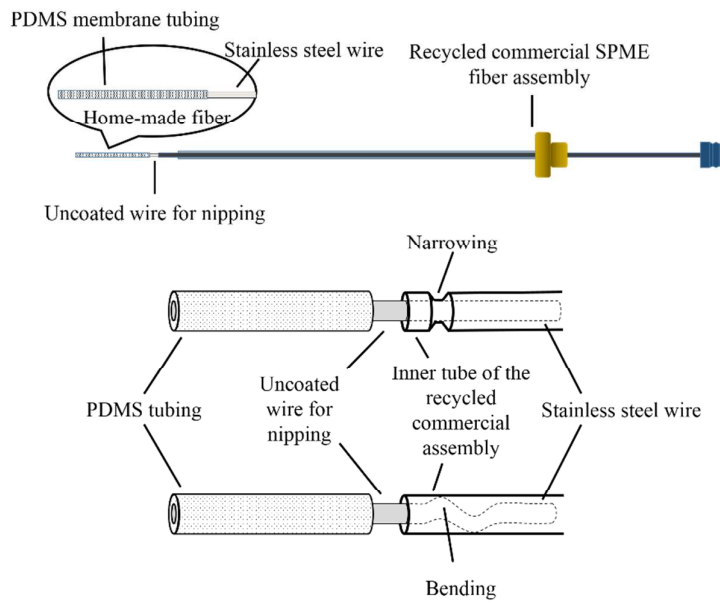 PDMS membrane tubing
Stainless steel wire
Recycled commercial SPME
fiber assembly
Home-made fiber
Uncoated wire for nipping
Narrowing
Uncoated
wire for
nipping
Inner tube of the
recycled
commercial
assembly
PDMS tubing
Stainless steel wire
Bending